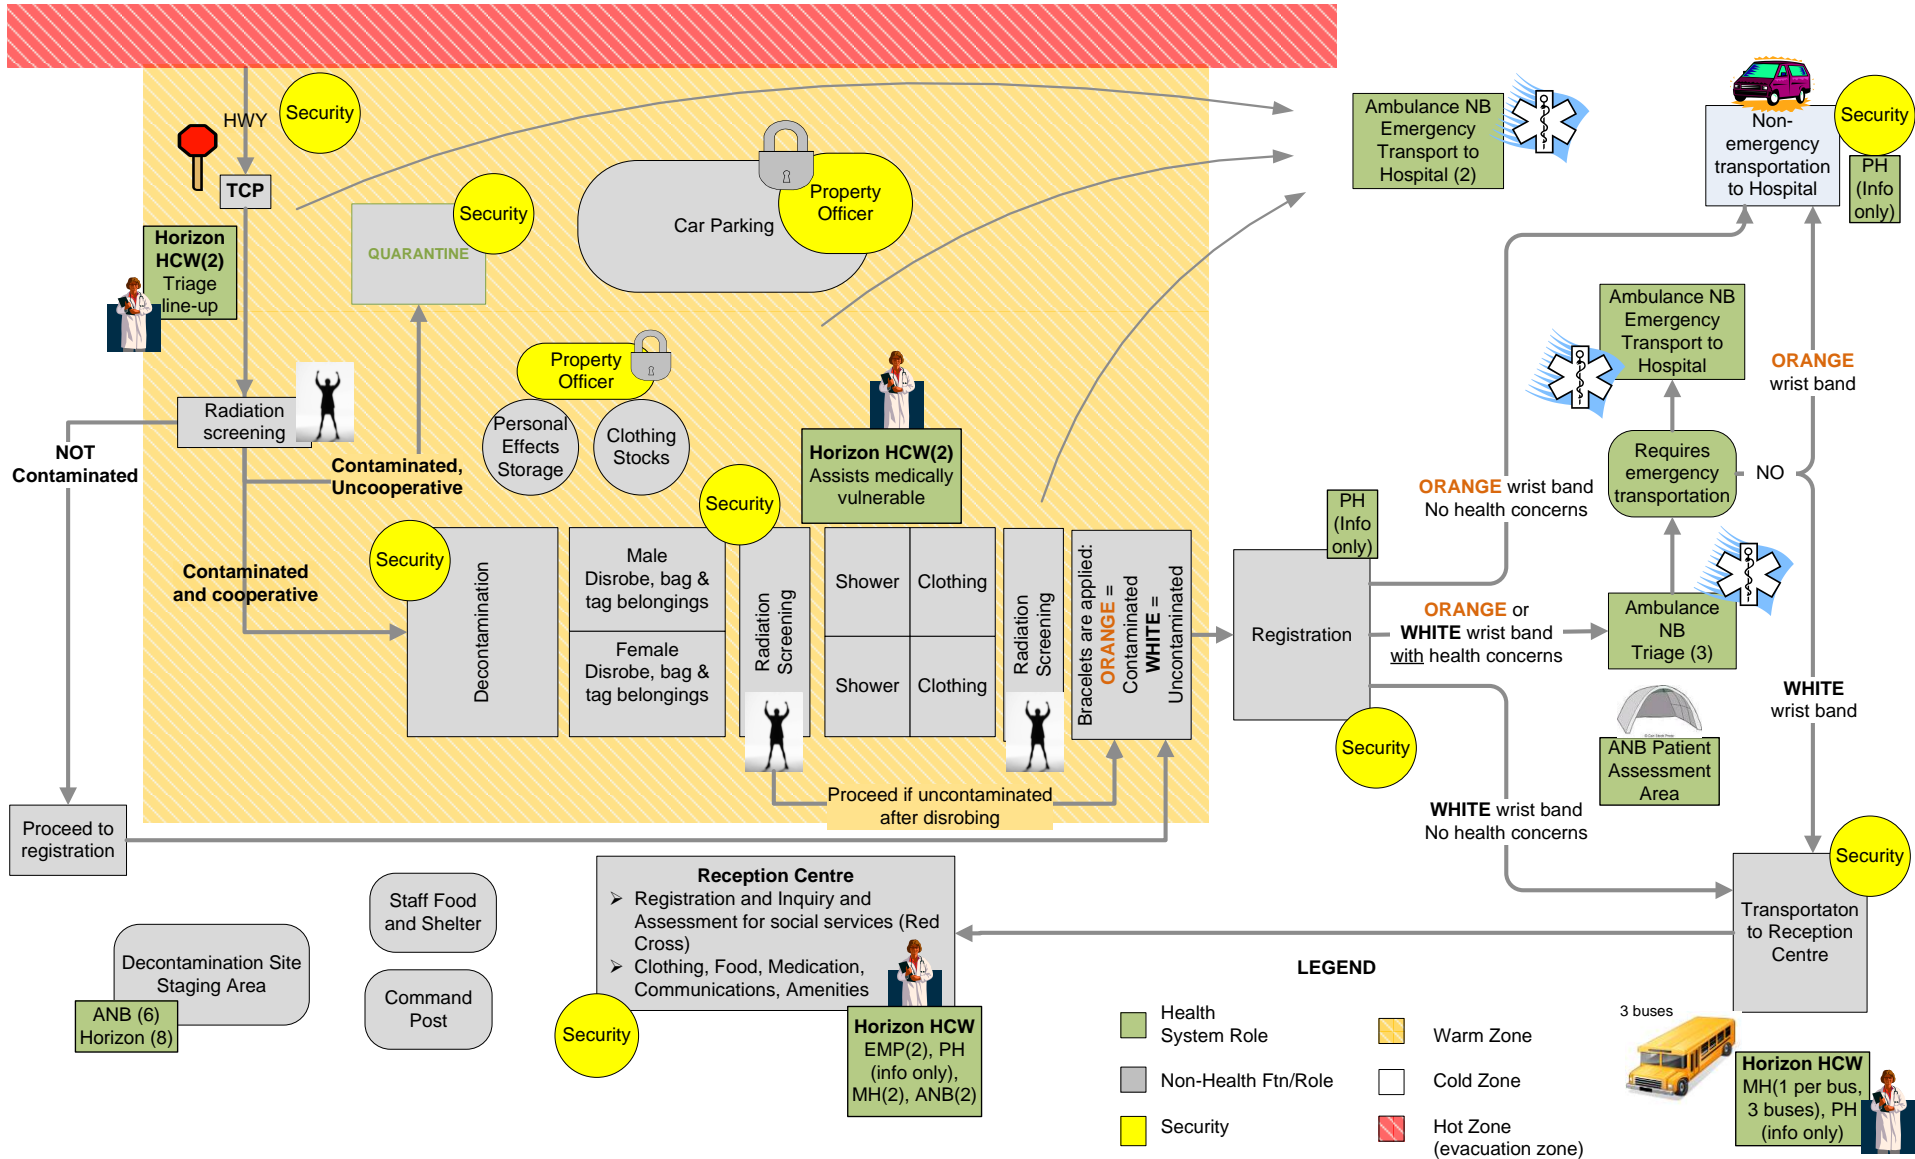 HWY
Security
TCP
Horizon
HCW(2)
Triage
line-up
QUARANTINE
Security
Car Parking
Property
Officer
Ambulance NB
Emergency
Transport to
Hospital (2)
Non-
emergency
transportation
to Hospital
Security
PH
(Info
only)
Radiation
screening
NOT
Contaminated
Contaminated,
Uncooperative
Contaminated
and cooperative
Property
Officer
Personal
Effects
Storage
Clothing
Stocks
Horizon HCW(2)
Assists medically
vulnerable
Security
Security
Decontamination
Male
Disrobe, bag &
tag belongings
Female
Disrobe, bag &
tag belongings
Radiation
Screening
Shower
Clothing
Shower
Clothing
Radiation
Screening
Bracelets are applied:
ORANGE =
Contaminated
WHITE =
Uncontaminated
Proceed if uncontaminated
after disrobing
Proceed to
registration
PH
(Info
only)
Registration
Security
ORANGE wrist band
No health concerns
ORANGE or
WHITE wrist band
with health concerns
WHITE wrist band
No health concerns
Ambulance NB
Emergency
Transport to
Hospital
Requires
emergency
transportation
NO
ORANGE
wrist band
WHITE
wrist band
Ambulance
NB
Triage (3)
ANB Patient
Assessment
Area
Security
Transportaton
to Reception
Centre
3 buses
Horizon HCW
MH(1 per bus,
3 buses), PH
(info only)
Staff Food
and Shelter
Decontamination Site
Staging Area
ANB (6)
Horizon (8)
Command
Post
Reception Centre
➢ Registration and Inquiry and
Assessment for social services (Red
Cross)
➢ Clothing, Food, Medication,
Communications, Amenities
Security
Horizon HCW
EMP(2), PH
(info only),
MH(2), ANB(2)
LEGEND
Health
System Role
Non-Health Ftn/Role
Security
Warm Zone
Cold Zone
Hot Zone
(evacuation zone)